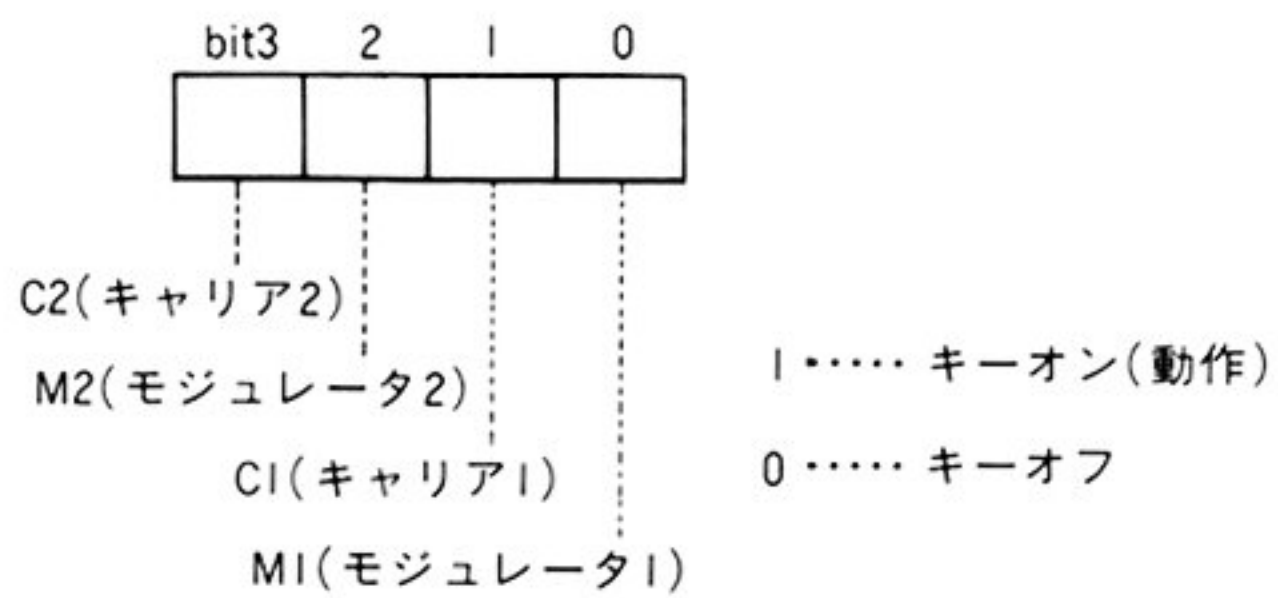 bit3 2 1 0
C2(キャリア2)
M2(モジュレータ2)
1 ····· キーオン(動作)
C1(キャリア1)
0 ····· キーオフ
M1(モジュレータ1)